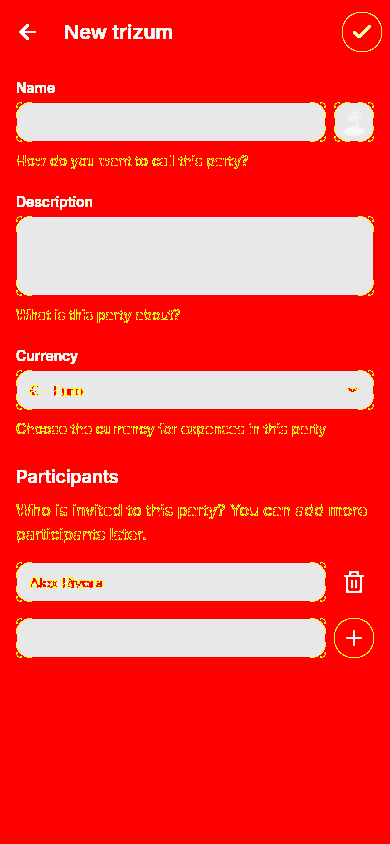 New trizum
Name
How do you want to call this party?
Description
What is this party about?
Currency
€ - Euro
Choose the currency for expenses in this party
Participants
Who is invited to this party? You can add more
participants later.
Alex Rivera